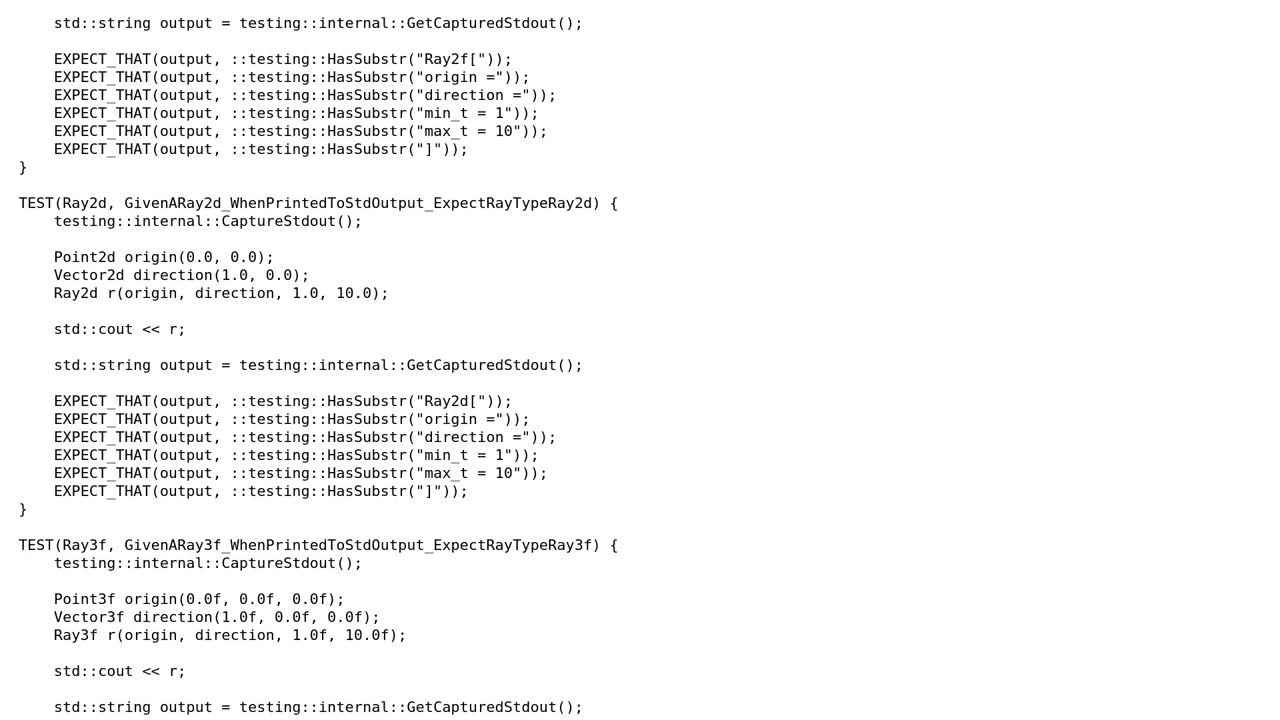 std::string output = testing::internal::GetCapturedStdout();

    EXPECT_THAT(output, ::testing::HasSubstr("Ray2f["));
    EXPECT_THAT(output, ::testing::HasSubstr("origin ="));
    EXPECT_THAT(output, ::testing::HasSubstr("direction ="));
    EXPECT_THAT(output, ::testing::HasSubstr("min_t = 1"));
    EXPECT_THAT(output, ::testing::HasSubstr("max_t = 10"));
    EXPECT_THAT(output, ::testing::HasSubstr("]"));
}

TEST(Ray2d, GivenARay2d_WhenPrintedToStdOutput_ExpectRayTypeRay2d) {
    testing::internal::CaptureStdout();

    Point2d origin(0.0, 0.0);
    Vector2d direction(1.0, 0.0);
    Ray2d r(origin, direction, 1.0, 10.0);

    std::cout << r;

    std::string output = testing::internal::GetCapturedStdout();

    EXPECT_THAT(output, ::testing::HasSubstr("Ray2d["));
    EXPECT_THAT(output, ::testing::HasSubstr("origin ="));
    EXPECT_THAT(output, ::testing::HasSubstr("direction ="));
    EXPECT_THAT(output, ::testing::HasSubstr("min_t = 1"));
    EXPECT_THAT(output, ::testing::HasSubstr("max_t = 10"));
    EXPECT_THAT(output, ::testing::HasSubstr("]"));
}

TEST(Ray3f, GivenARay3f_WhenPrintedToStdOutput_ExpectRayTypeRay3f) {
    testing::internal::CaptureStdout();

    Point3f origin(0.0f, 0.0f, 0.0f);
    Vector3f direction(1.0f, 0.0f, 0.0f);
    Ray3f r(origin, direction, 1.0f, 10.0f);

    std::cout << r;

    std::string output = testing::internal::GetCapturedStdout();